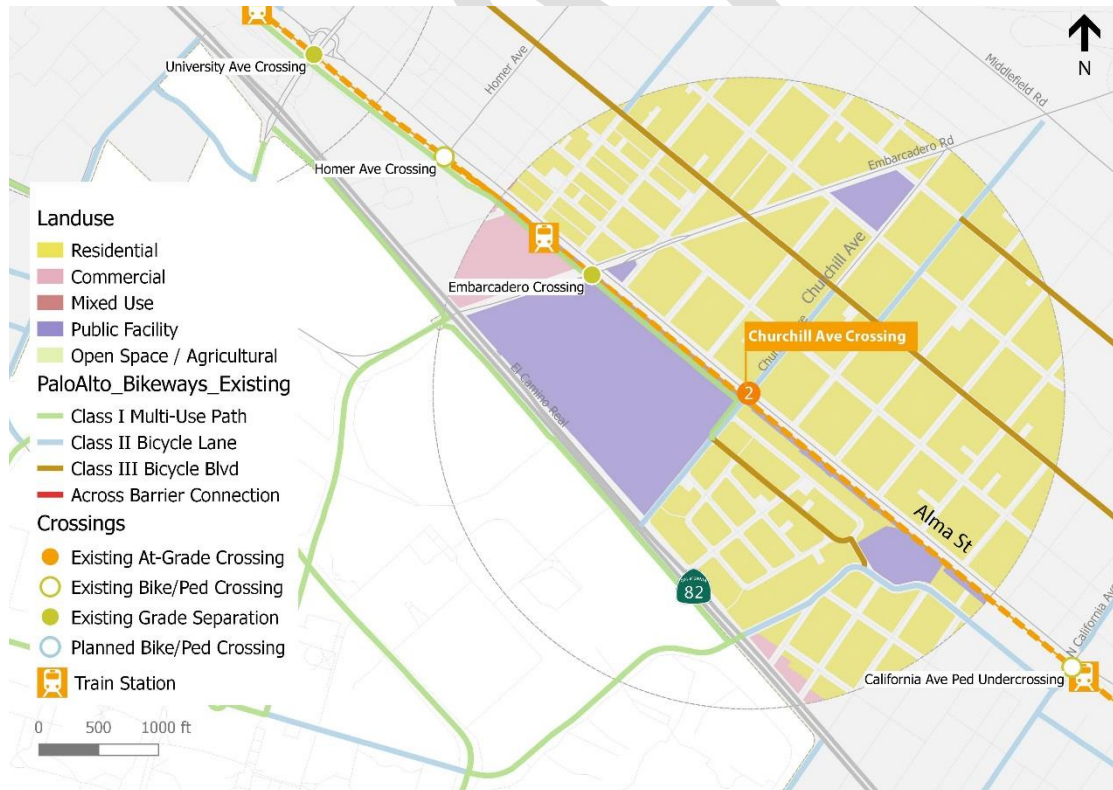 University Ave Crossing
Homer Ave
Middlefield Rd
N
Homer Ave Crossing
Embarcadero Rd
Landuse
Residential
Commercial
Mixed Use
Public Facility
Open Space / Agricultural
PaloAlto_Bikeways_Existing
Class I Multi-Use Path
Class II Bicycle Lane
Class III Bicycle Blvd
Across Barrier Connection
Crossings
Existing At-Grade Crossing
Existing Bike/Ped Crossing
Existing Grade Separation
Planned Bike/Ped Crossing
Train Station
0 500 1000 ft
Embarcadero Crossing
Churchill Ave
Churchill Ave Crossing
2
El Camino Real
Alma St
82
N California Ave
California Ave Ped Undercrossing